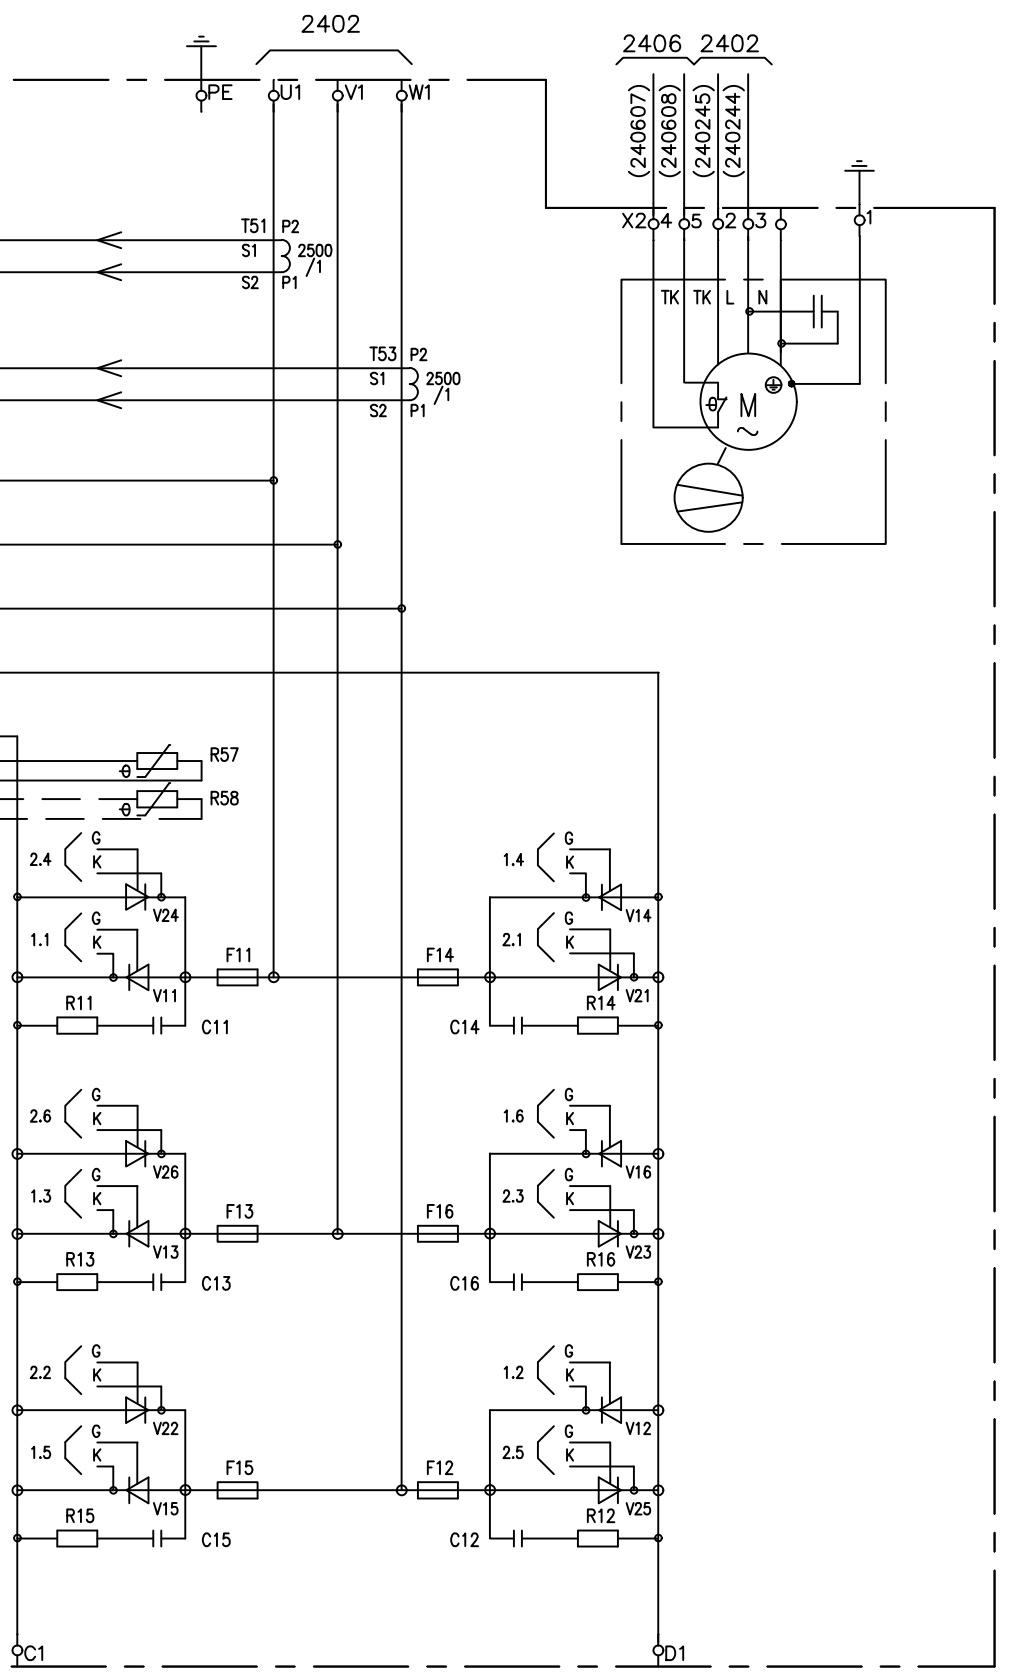 2402
2406 2402
PE U1 V1 W1
(240607) (240608) (240245) (240244)
X2 4 5 2 3 1
T51 P2
S1 2500
/1
S2 P1
TK TK L N
T53 P2
S1 2500
/1
S2 P1
θ M
~
R57
θ
R58
θ
2.4 G
K
V24
1.4 G
K
V14
1.1 G
K
V11
F11 F14
2.1 G
K
V21
R11 C11
C14 R14
2.6 G
K
V26
1.6 G
K
V16
1.3 G
K
V13
F13 F16
2.3 G
K
V23
R13 C13
C16 R16
2.2 G
K
V22
1.2 G
K
V12
1.5 G
K
V15
F15 F12
2.5 G
K
V25
R15 C15
C12 R12
C1 D1